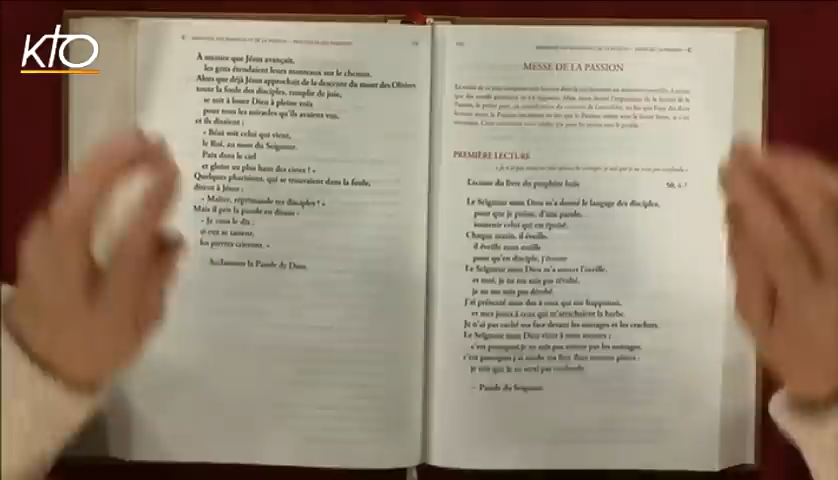 KTO
À mesure que Jésus avançait,
les gens étendaient leurs manteaux sur le chemin.
Alors que déjà Jésus approchait de la descente du mont des Oliviers
toute la foule des disciples, remplie de joie,
se mit à louer Dieu à pleine voix
pour tous les miracles qu'ils avaient vus,
et ils disaient :
« Béni soit celui qui vient,
le Roi, au nom du Seigneur.
Paix dans le ciel
et gloire au plus haut des cieux ! »
Quelques pharisiens, qui se trouvaient dans la foule,
dirent à Jésus :
« Maître, réprimande tes disciples ! »
Mais il prit la parole en disant :
« Je vous le dis :
si eux se taisent,
les pierres crieront. »
Acclamons la Parole de Dieu.
MESSE DE LA PASSION
PREMIÈRE LECTURE
Lecture du livre du prophète Isaïe 50, 4-7
Le Seigneur mon Dieu m'a donné le langage des disciples,
pour que je puisse, d'une parole,
soutenir celui qui est épuisé.
Chaque matin, il éveille,
il éveille mon oreille
pour qu'en disciple, j'écoute
Le Seigneur mon Dieu m'a ouvert l'oreille,
et moi, je ne me suis pas révolté,
je ne me suis pas dérobé.
J'ai présenté mon dos à ceux qui me frappaient,
et mes joues à ceux qui m'arrachaient la barbe.
Je n'ai pas caché ma face devant les outrages et les crachats.
Le Seigneur mon Dieu vient à mon secours ;
c'est pourquoi je ne suis pas atteint par les outrages,
c'est pourquoi j'ai rendu ma face dure comme pierre :
je sais que je ne serai pas confondu.
– Parole du Seigneur.